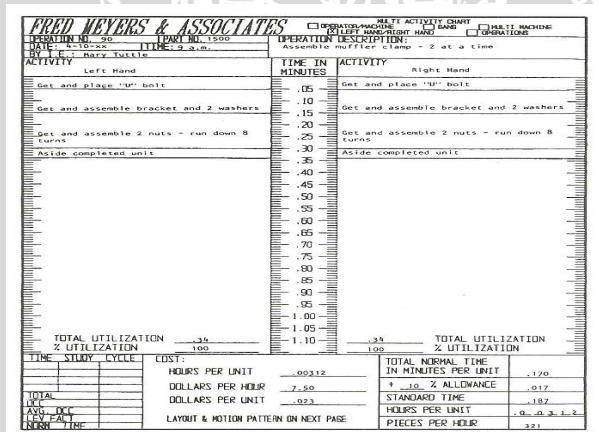 FRED MEYERS & ASSOCIATES
MULTI ACTIVITY CHART
OPERATOR/MACHINE GANG MULTI MACHINE
X LEFT HAND/RIGHT HAND OPERATIONS
OPERATION NO. 90 PART NO. 1500 OPERATION DESCRIPTION:
DATE: 4-10-xx TIME: 9 a.m. Assemble muffler clamp - 2 at a time
BY I.E.: Mary Tuttle
ACTIVITY TIME IN MINUTES ACTIVITY
Left Hand Right Hand
Get and place "U" bolt .05 Get and place "U" bolt
.10
Get and assemble bracket and 2 washers .15 Get and assemble bracket and 2 washers
.20
Get and assemble 2 nuts - run down 8 turns .25 Get and assemble 2 nuts - run down 8 turns
.30
Aside completed unit .35 Aside completed unit
.40
.45
.50
.55
.60
.65
.70
.75
.80
.85
.90
.95
1.00
1.05
TOTAL UTILIZATION .34 1.10 .34 TOTAL UTILIZATION
% UTILIZATION 100 100 % UTILIZATION
TIME STUDY CYCLE COST: TOTAL NORMAL TIME
HOURS PER UNIT .00312 IN MINUTES PER UNIT .170
DOLLARS PER HOUR 7.50 + 10 % ALLOWANCE .017
TOTAL DOLLARS PER UNIT .023 STANDARD TIME .187
OCC
AVG. OCC HOURS PER UNIT .00312
LEV FACT LAYOUT & MOTION PATTERN ON NEXT PAGE
NORM TIME PIECES PER HOUR 321